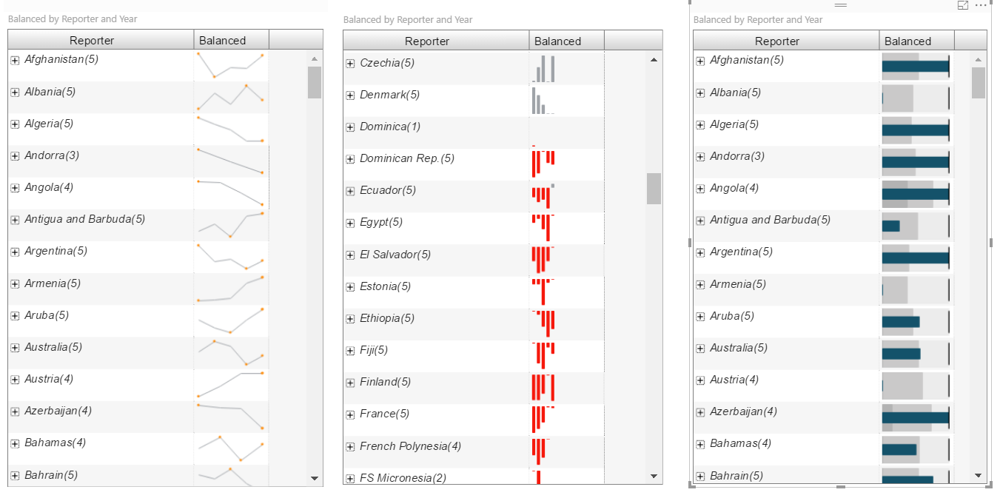 Balanced by Reporter and Year
Reporter Balanced
Afghanistan(5)
Albania(5)
Algeria(5)
Andorra(3)
Angola(4)
Antigua and Barbuda(5)
Argentina(5)
Armenia(5)
Aruba(5)
Australia(5)
Austria(4)
Azerbaijan(4)
Bahamas(4)
Bahrain(5)
Balanced by Reporter and Year
Reporter Balanced
Czechia(5)
Denmark(5)
Dominica(1)
Dominican Rep.(5)
Ecuador(5)
Egypt(5)
El Salvador(5)
Estonia(5)
Ethiopia(5)
Fiji(5)
Finland(5)
France(5)
French Polynesia(4)
FS Micronesia(2)
Balanced by Reporter and Year
Reporter Balanced
Afghanistan(5)
Albania(5)
Algeria(5)
Andorra(3)
Angola(4)
Antigua and Barbuda(5)
Argentina(5)
Armenia(5)
Aruba(5)
Australia(5)
Austria(4)
Azerbaijan(4)
Bahamas(4)
Bahrain(5)